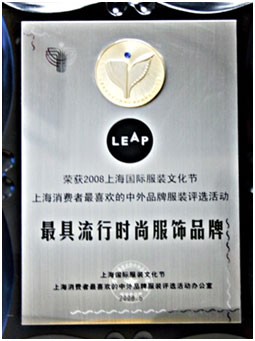 LEAP
荣获2008上海国际服装文化节
上海消费者最喜欢的中外品牌服装评选活动
最具流行时尚服饰品牌
上海国际服装文化节
上海消费者最喜欢的中外品牌服装评选活动办公室
2008.5